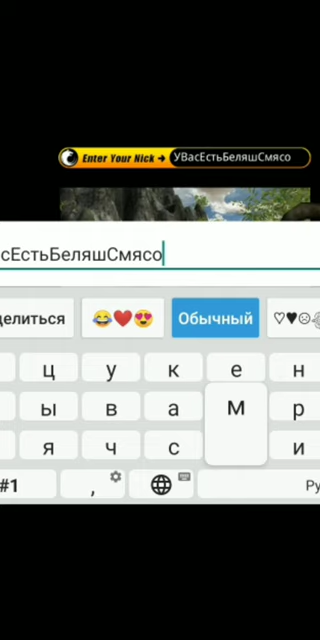 Enter Your Nick → УВасЕстьБеляшСмясо
сЕстьБеляшСмясо
делиться 😂❤️😍 Обычный ♡♥☹
ц у к е н
ы в а м р
я ч с и
#1 , Ру